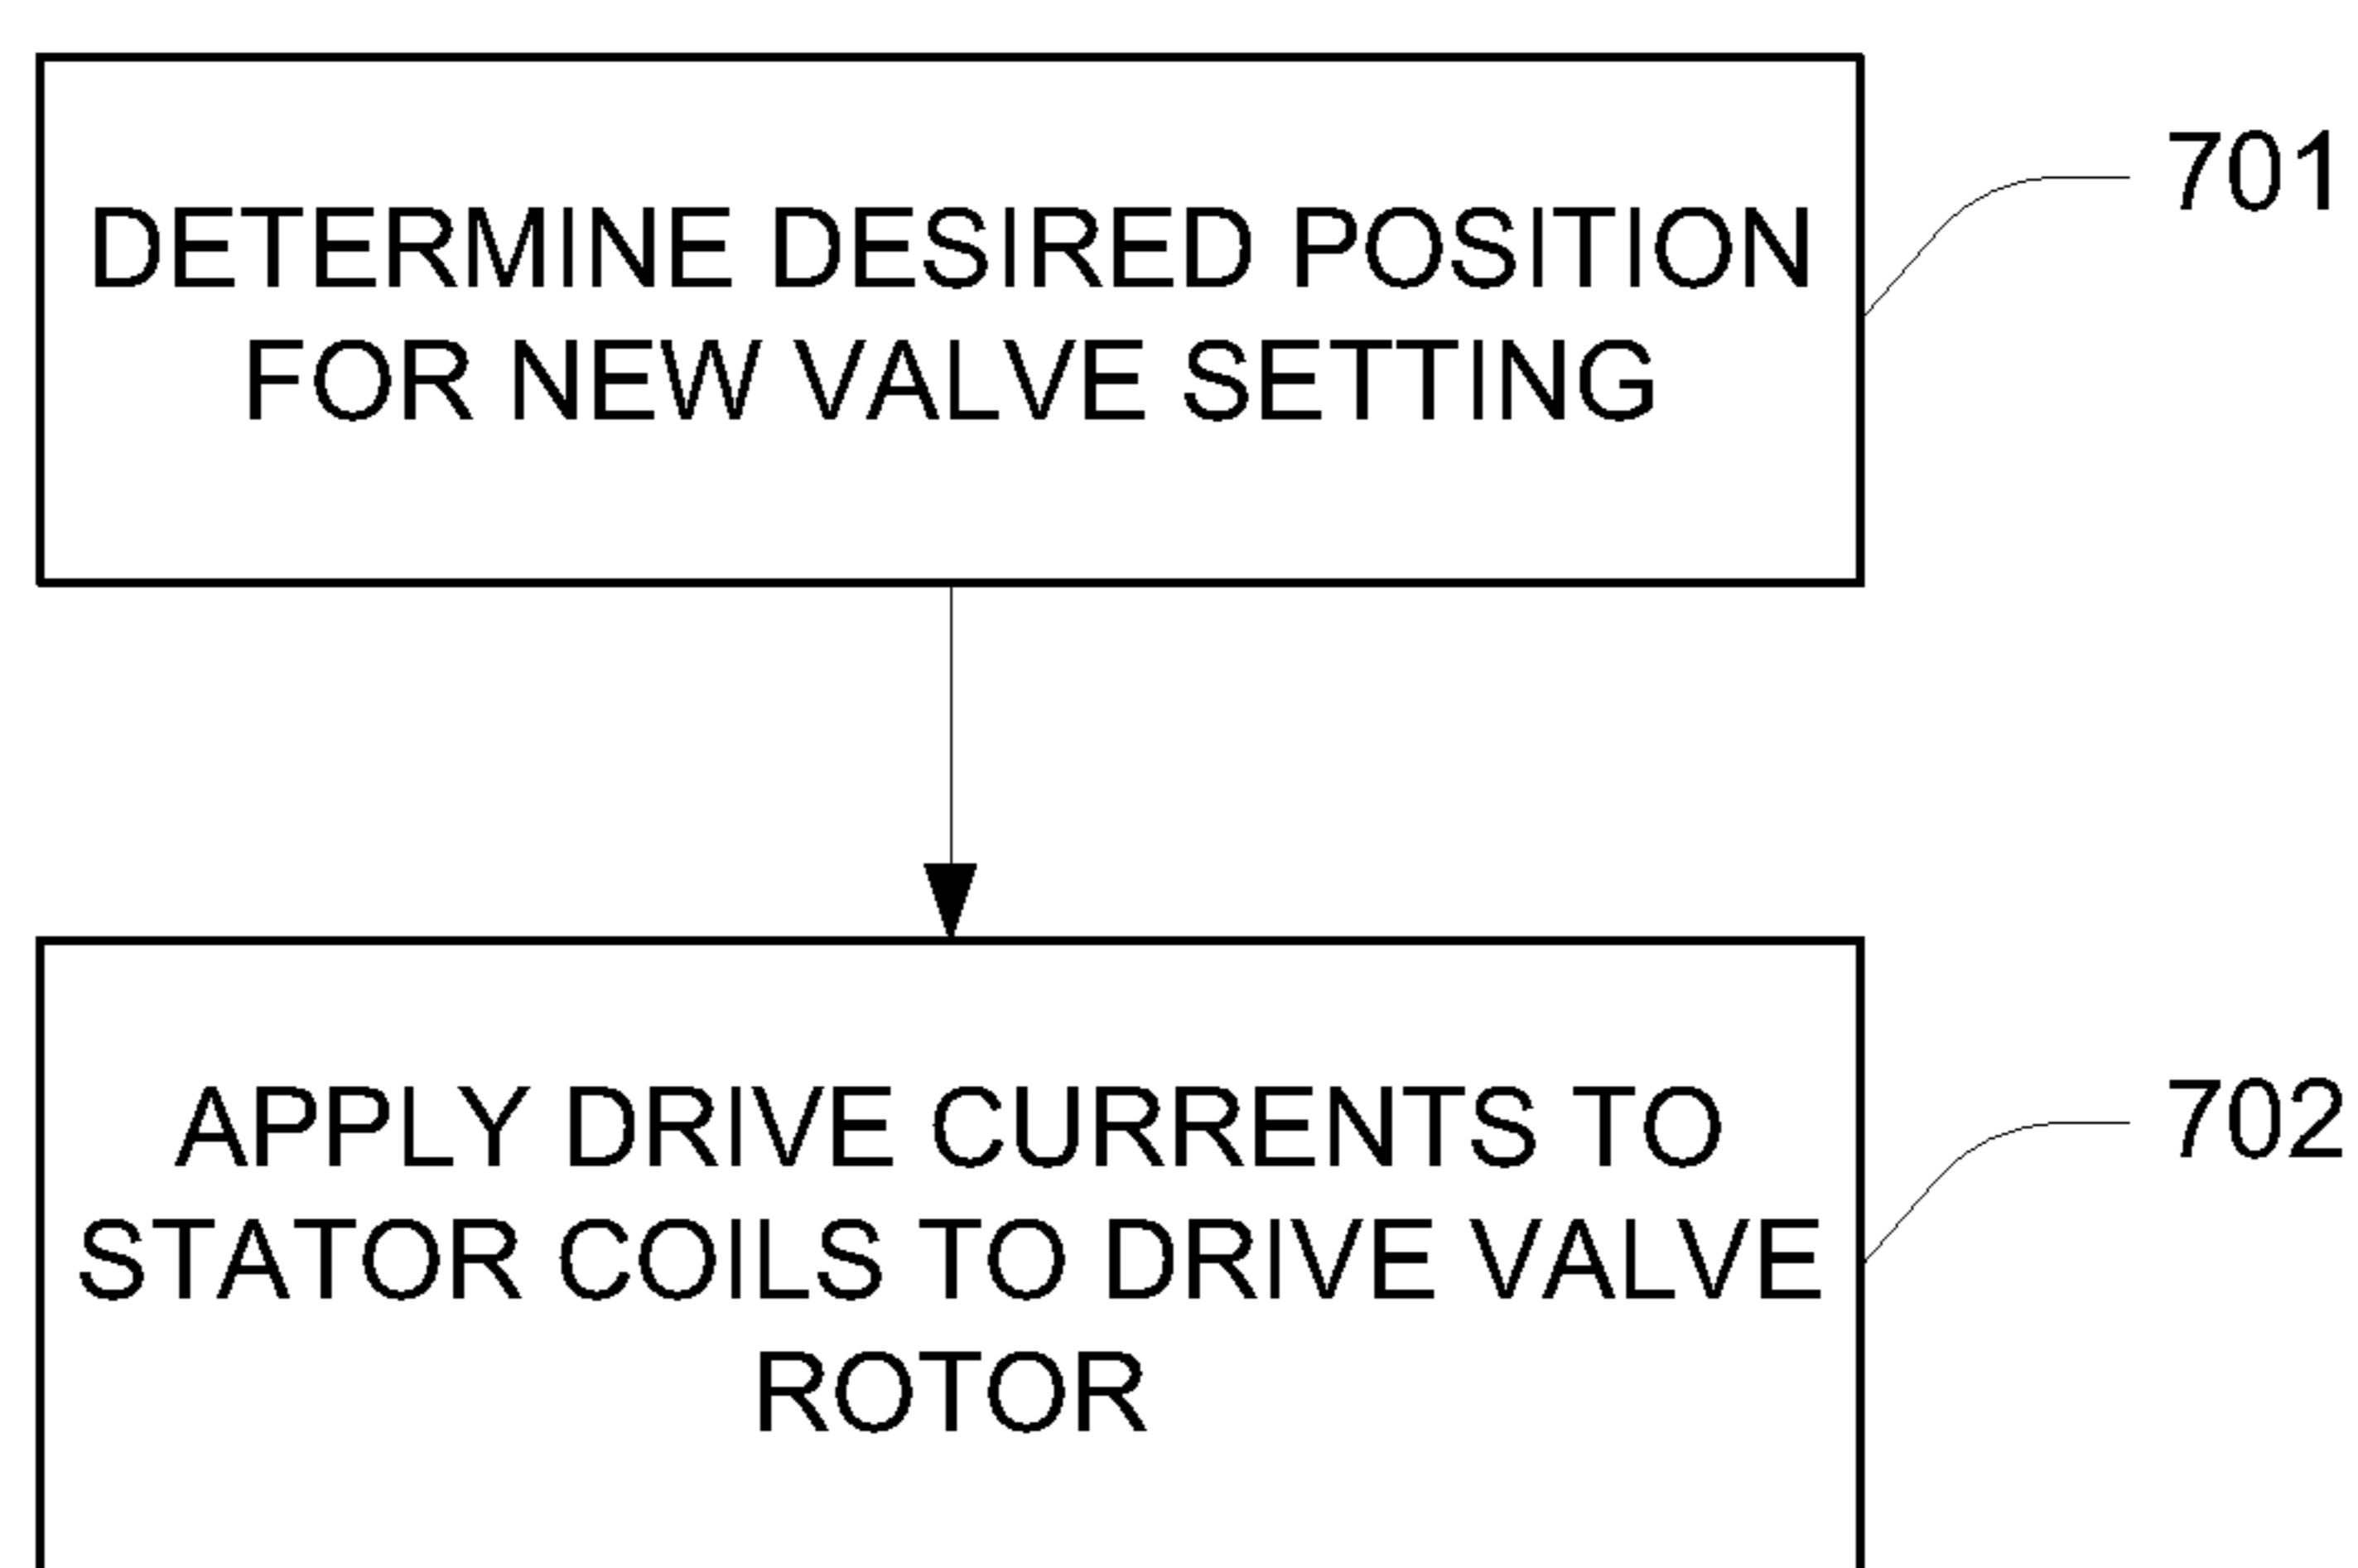 DETERMINE DESIRED POSITION
FOR NEW VALVE SETTING
701
APPLY DRIVE CURRENTS TO
STATOR COILS TO DRIVE VALVE
ROTOR
702